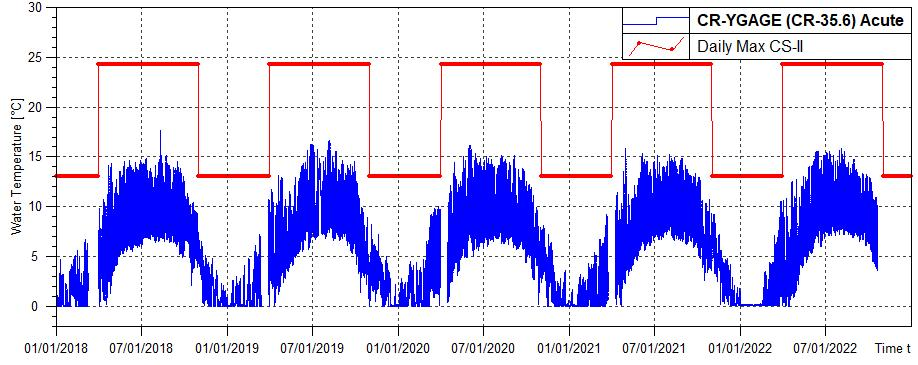 30
CR-YGAGE (CR-35.6) Acute
Daily Max CS-II
25
20
15
10
5
0
Water Temperature [°C]
01/01/2018 07/01/2018 01/01/2019 07/01/2019 01/01/2020 07/01/2020 01/01/2021 07/01/2021 01/01/2022 07/01/2022 Time t